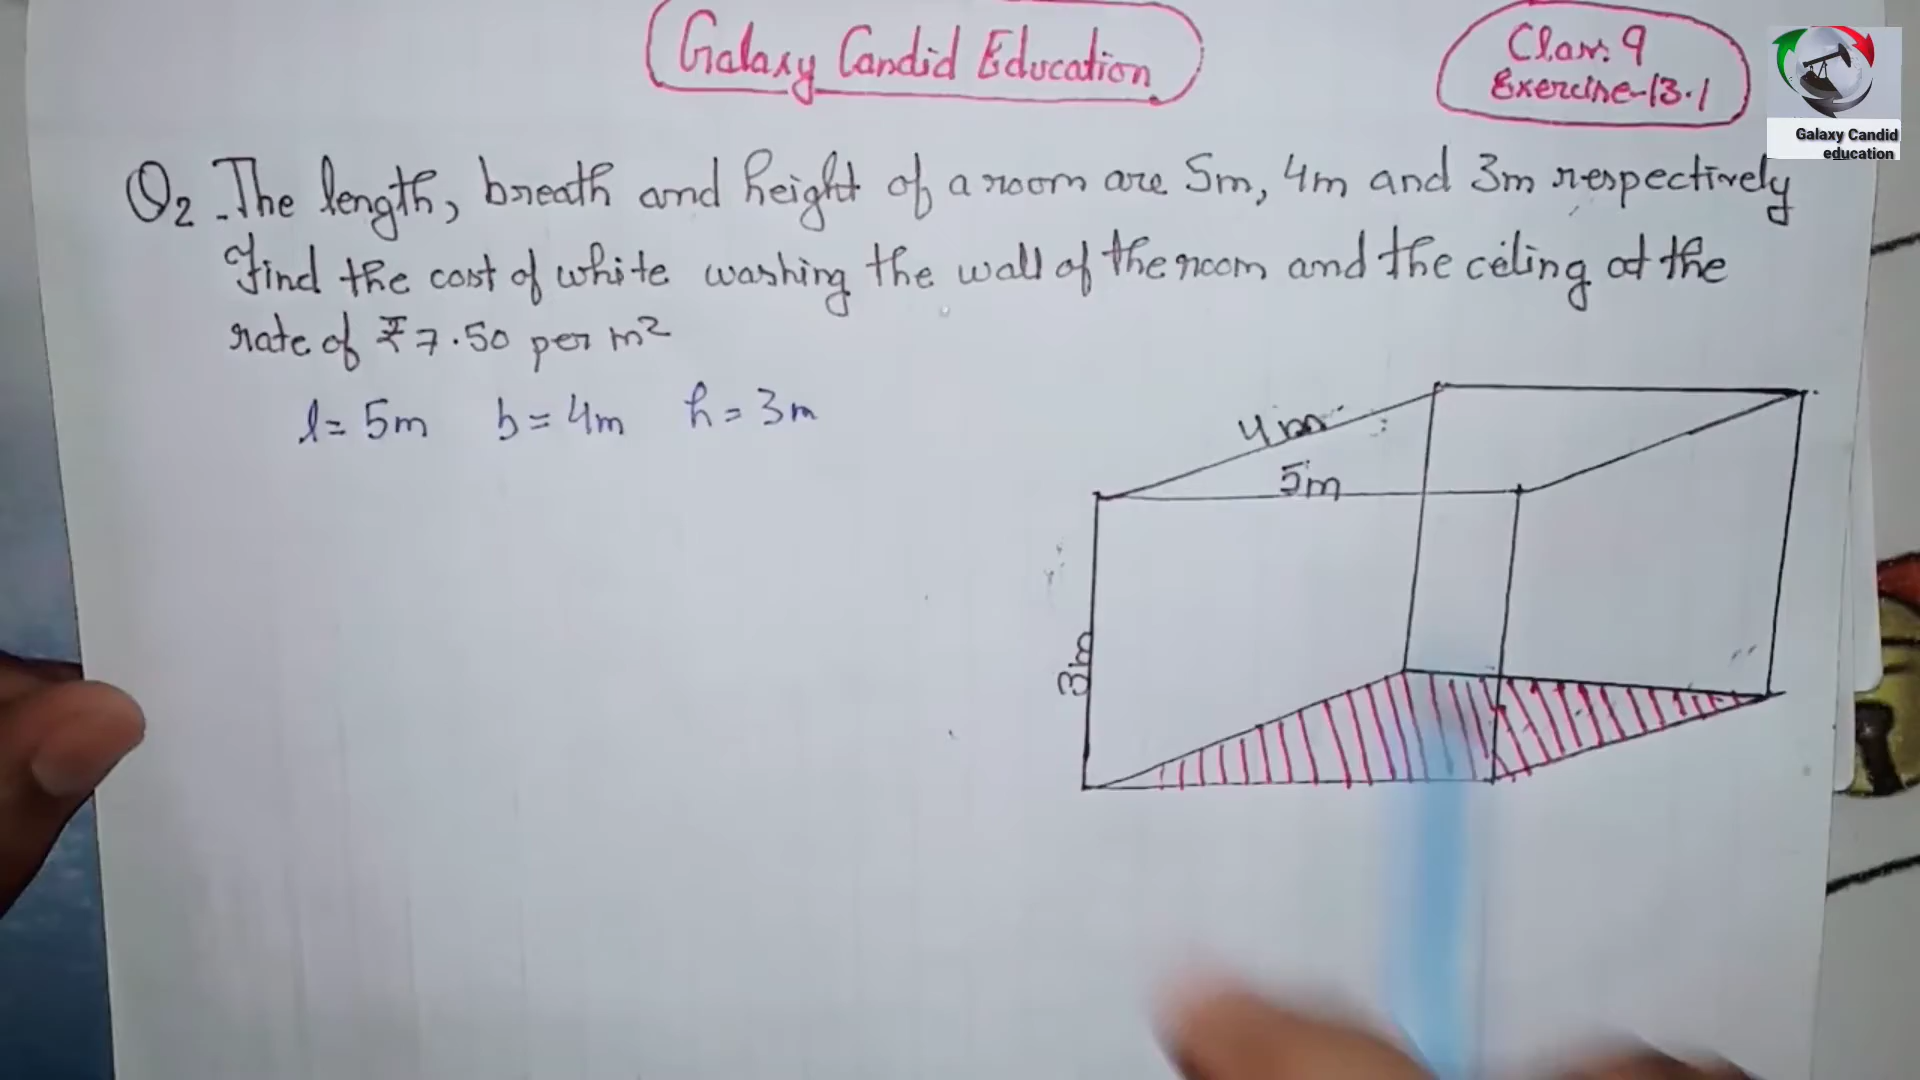 Galaxy Candid Education
Class: 9
Exercise-13.1
Galaxy Candid
education
Q2. The length, breath and height of a room are 5m, 4m and 3m respectively
Find the cost of white washing the wall of the room and the celing at the
rate of ₹7.50 per m²
l = 5m b = 4m h = 3m
4m
5m
3m